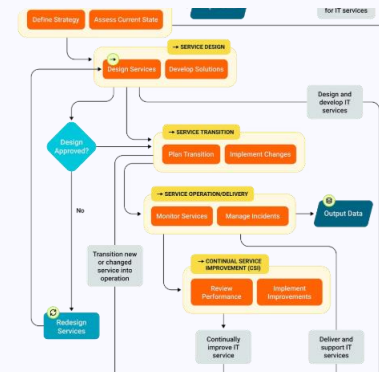 for IT services
Define Strategy
Assess Current State
→ SERVICE DESIGN
Design Services
Develop Solutions
Design and
develop IT
services
Design
Approved?
→ SERVICE TRANSITION
Plan Transition
Implement Changes
→ SERVICE OPERATION/DELIVERY
Monitor Services
Manage Incidents
Output Data
No
Transition new
or changed
service into
operation
→ CONTINUAL SERVICE
IMPROVEMENT (CSI)
Review
Performance
Implement
Improvements
Redesign
Services
Continually
improve IT
service
Deliver and
support IT
services